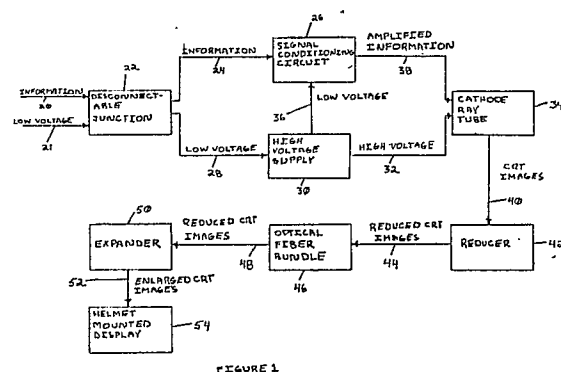 26
SIGNAL
CONDITIONING
CIRCUIT
AMPLIFIED
INFORMATION
38
INFORMATION
24
22
DISCONNECT-
ABLE
JUNCTION
INFORMATION
20
LOW VOLTAGE
21
36
LOW VOLTAGE
CATHODE
RAY
TUBE
34
LOW VOLTAGE
28
HIGH
VOLTAGE
SUPPLY
30
HIGH VOLTAGE
32
CRT
IMAGES
40
50
EXPANDER
REDUCED CRT
IMAGES
48
OPTICAL
FIBER
BUNDLE
46
REDUCED CRT
IMAGES
44
REDUCER
42
52
ENLARGED CRT
IMAGES
HELMET
MOUNTED
DISPLAY
54
FIGURE 1